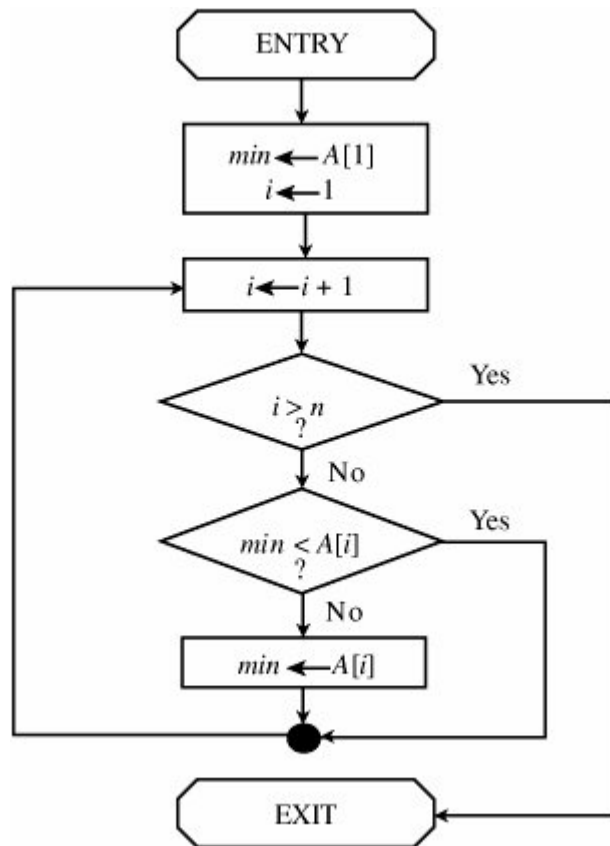 ENTRY
min ← A[1]
i ← 1
i ← i + 1
Yes
i > n
?
No
Yes
min < A[i]
?
No
min ← A[i]
EXIT